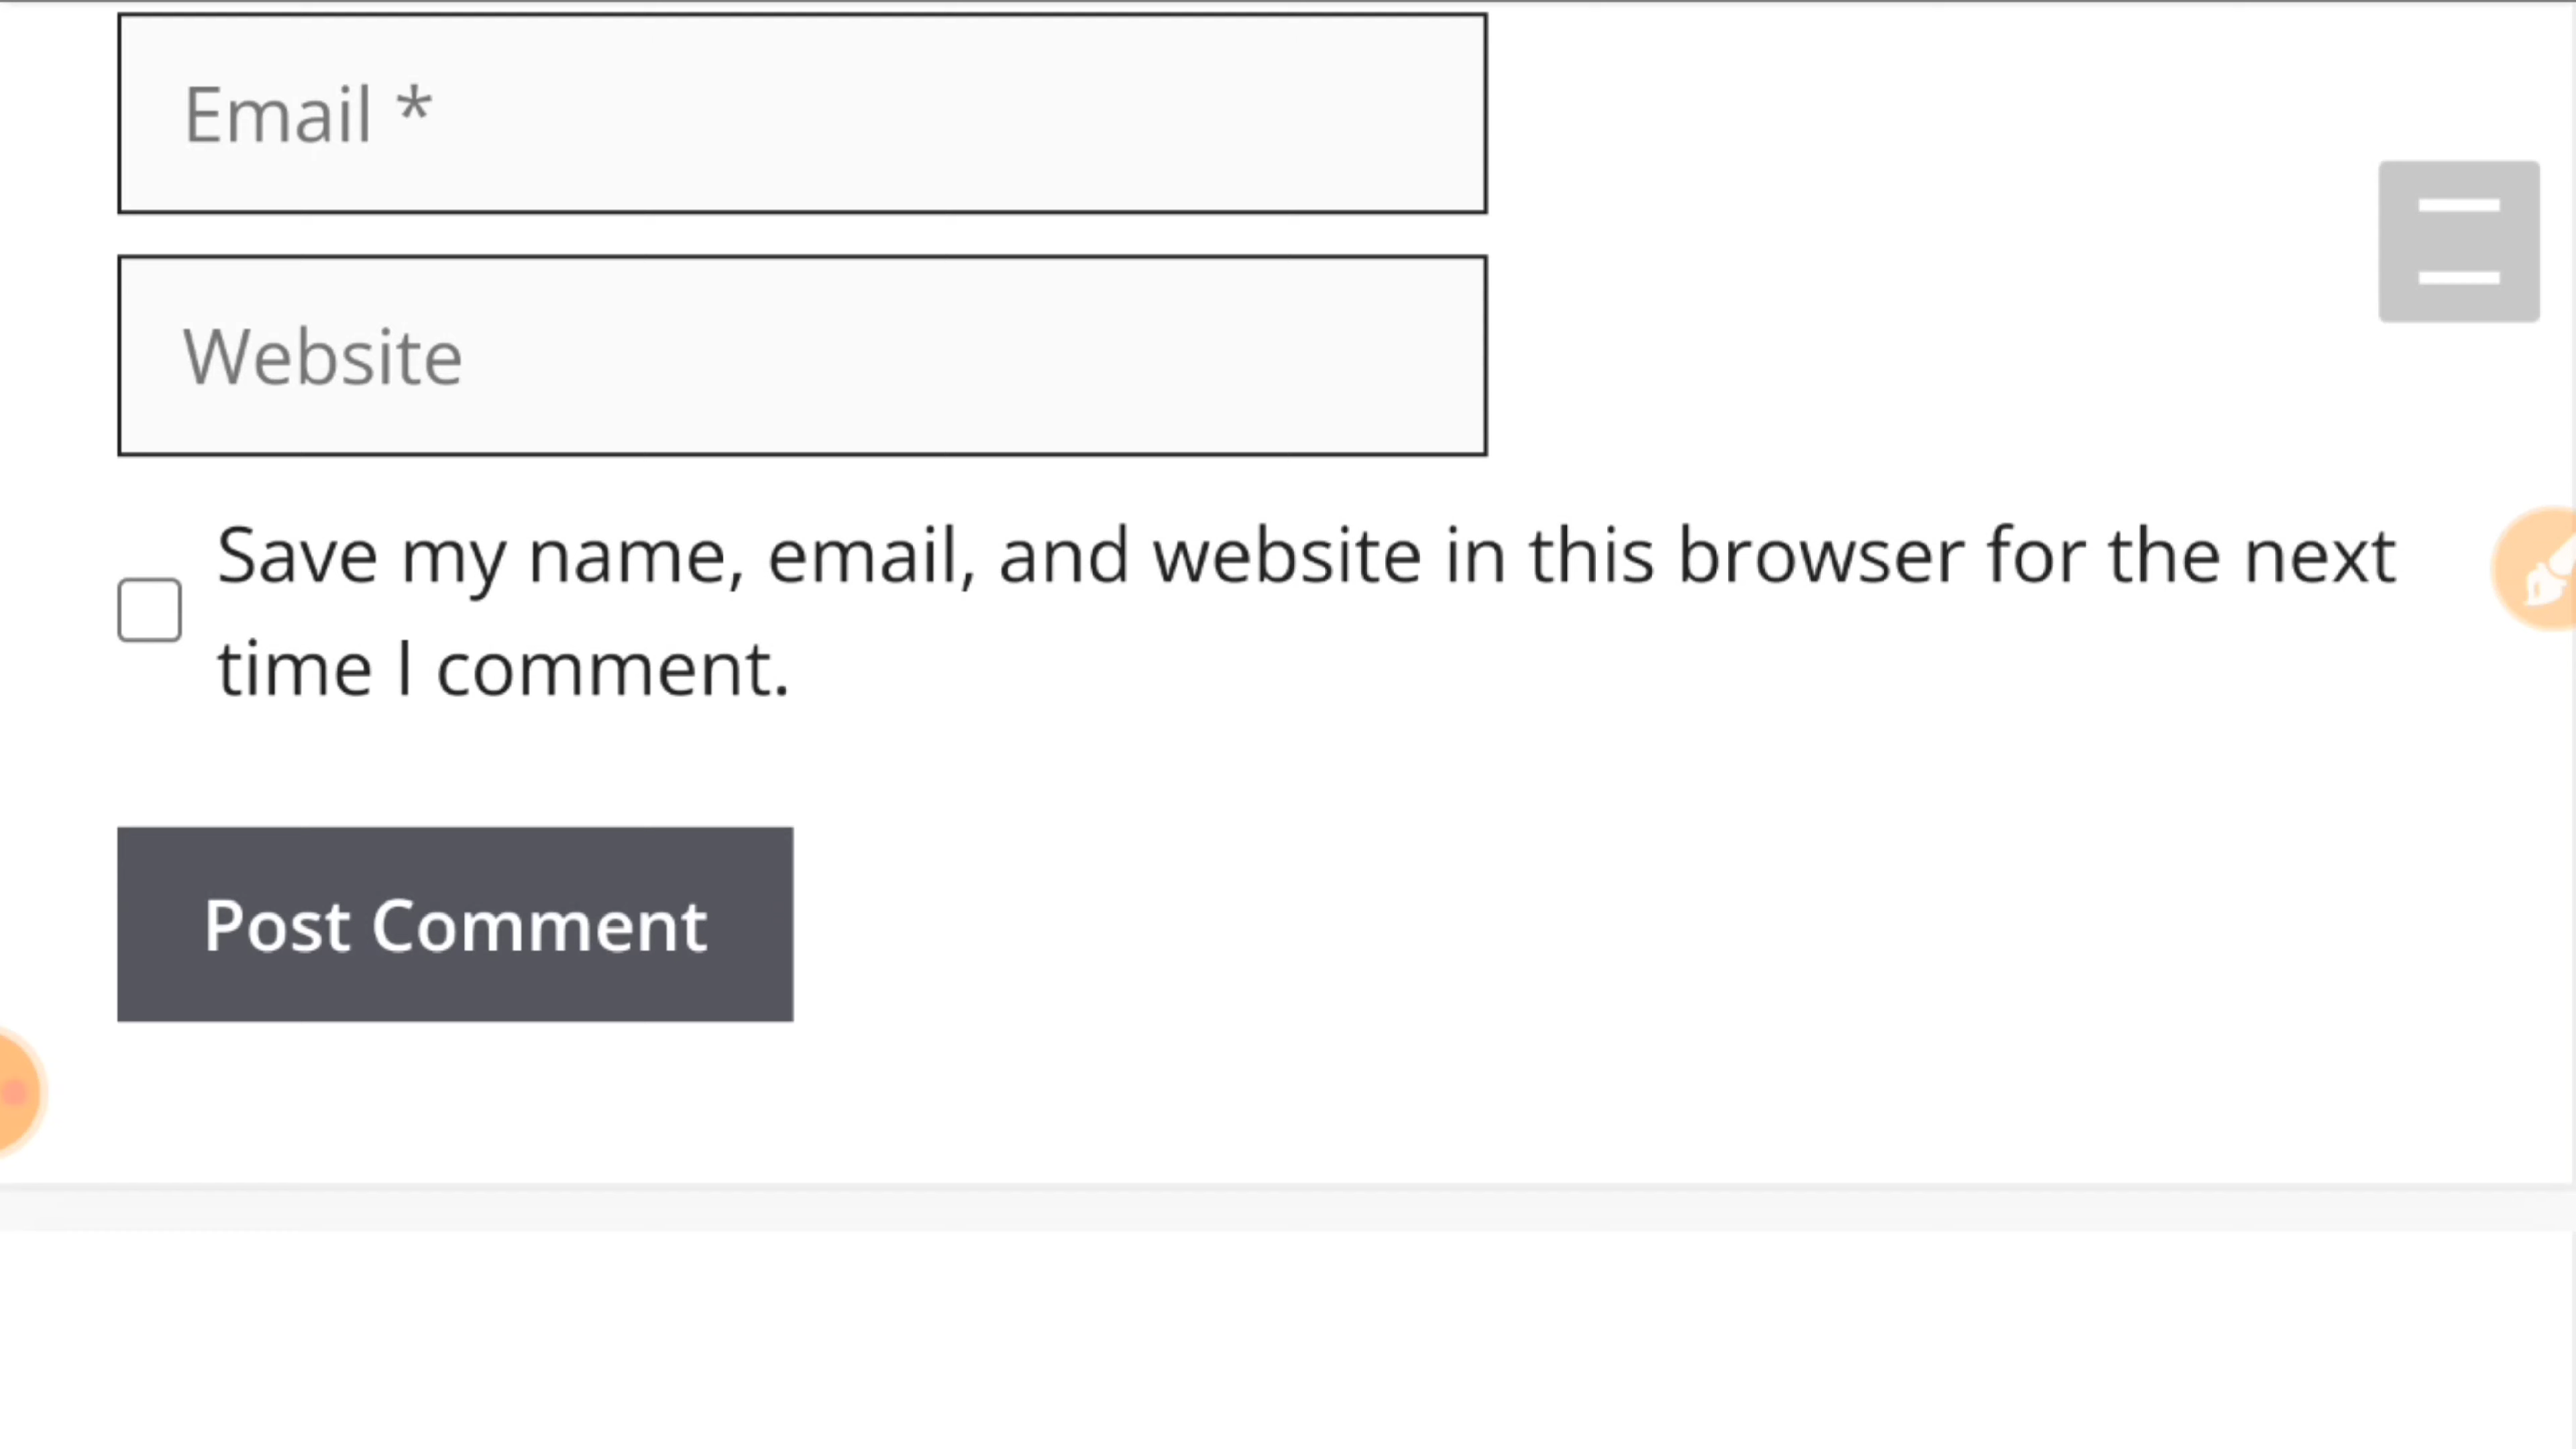 Email *
Website
Save my name, email, and website in this browser for the next
time I comment.
Post Comment